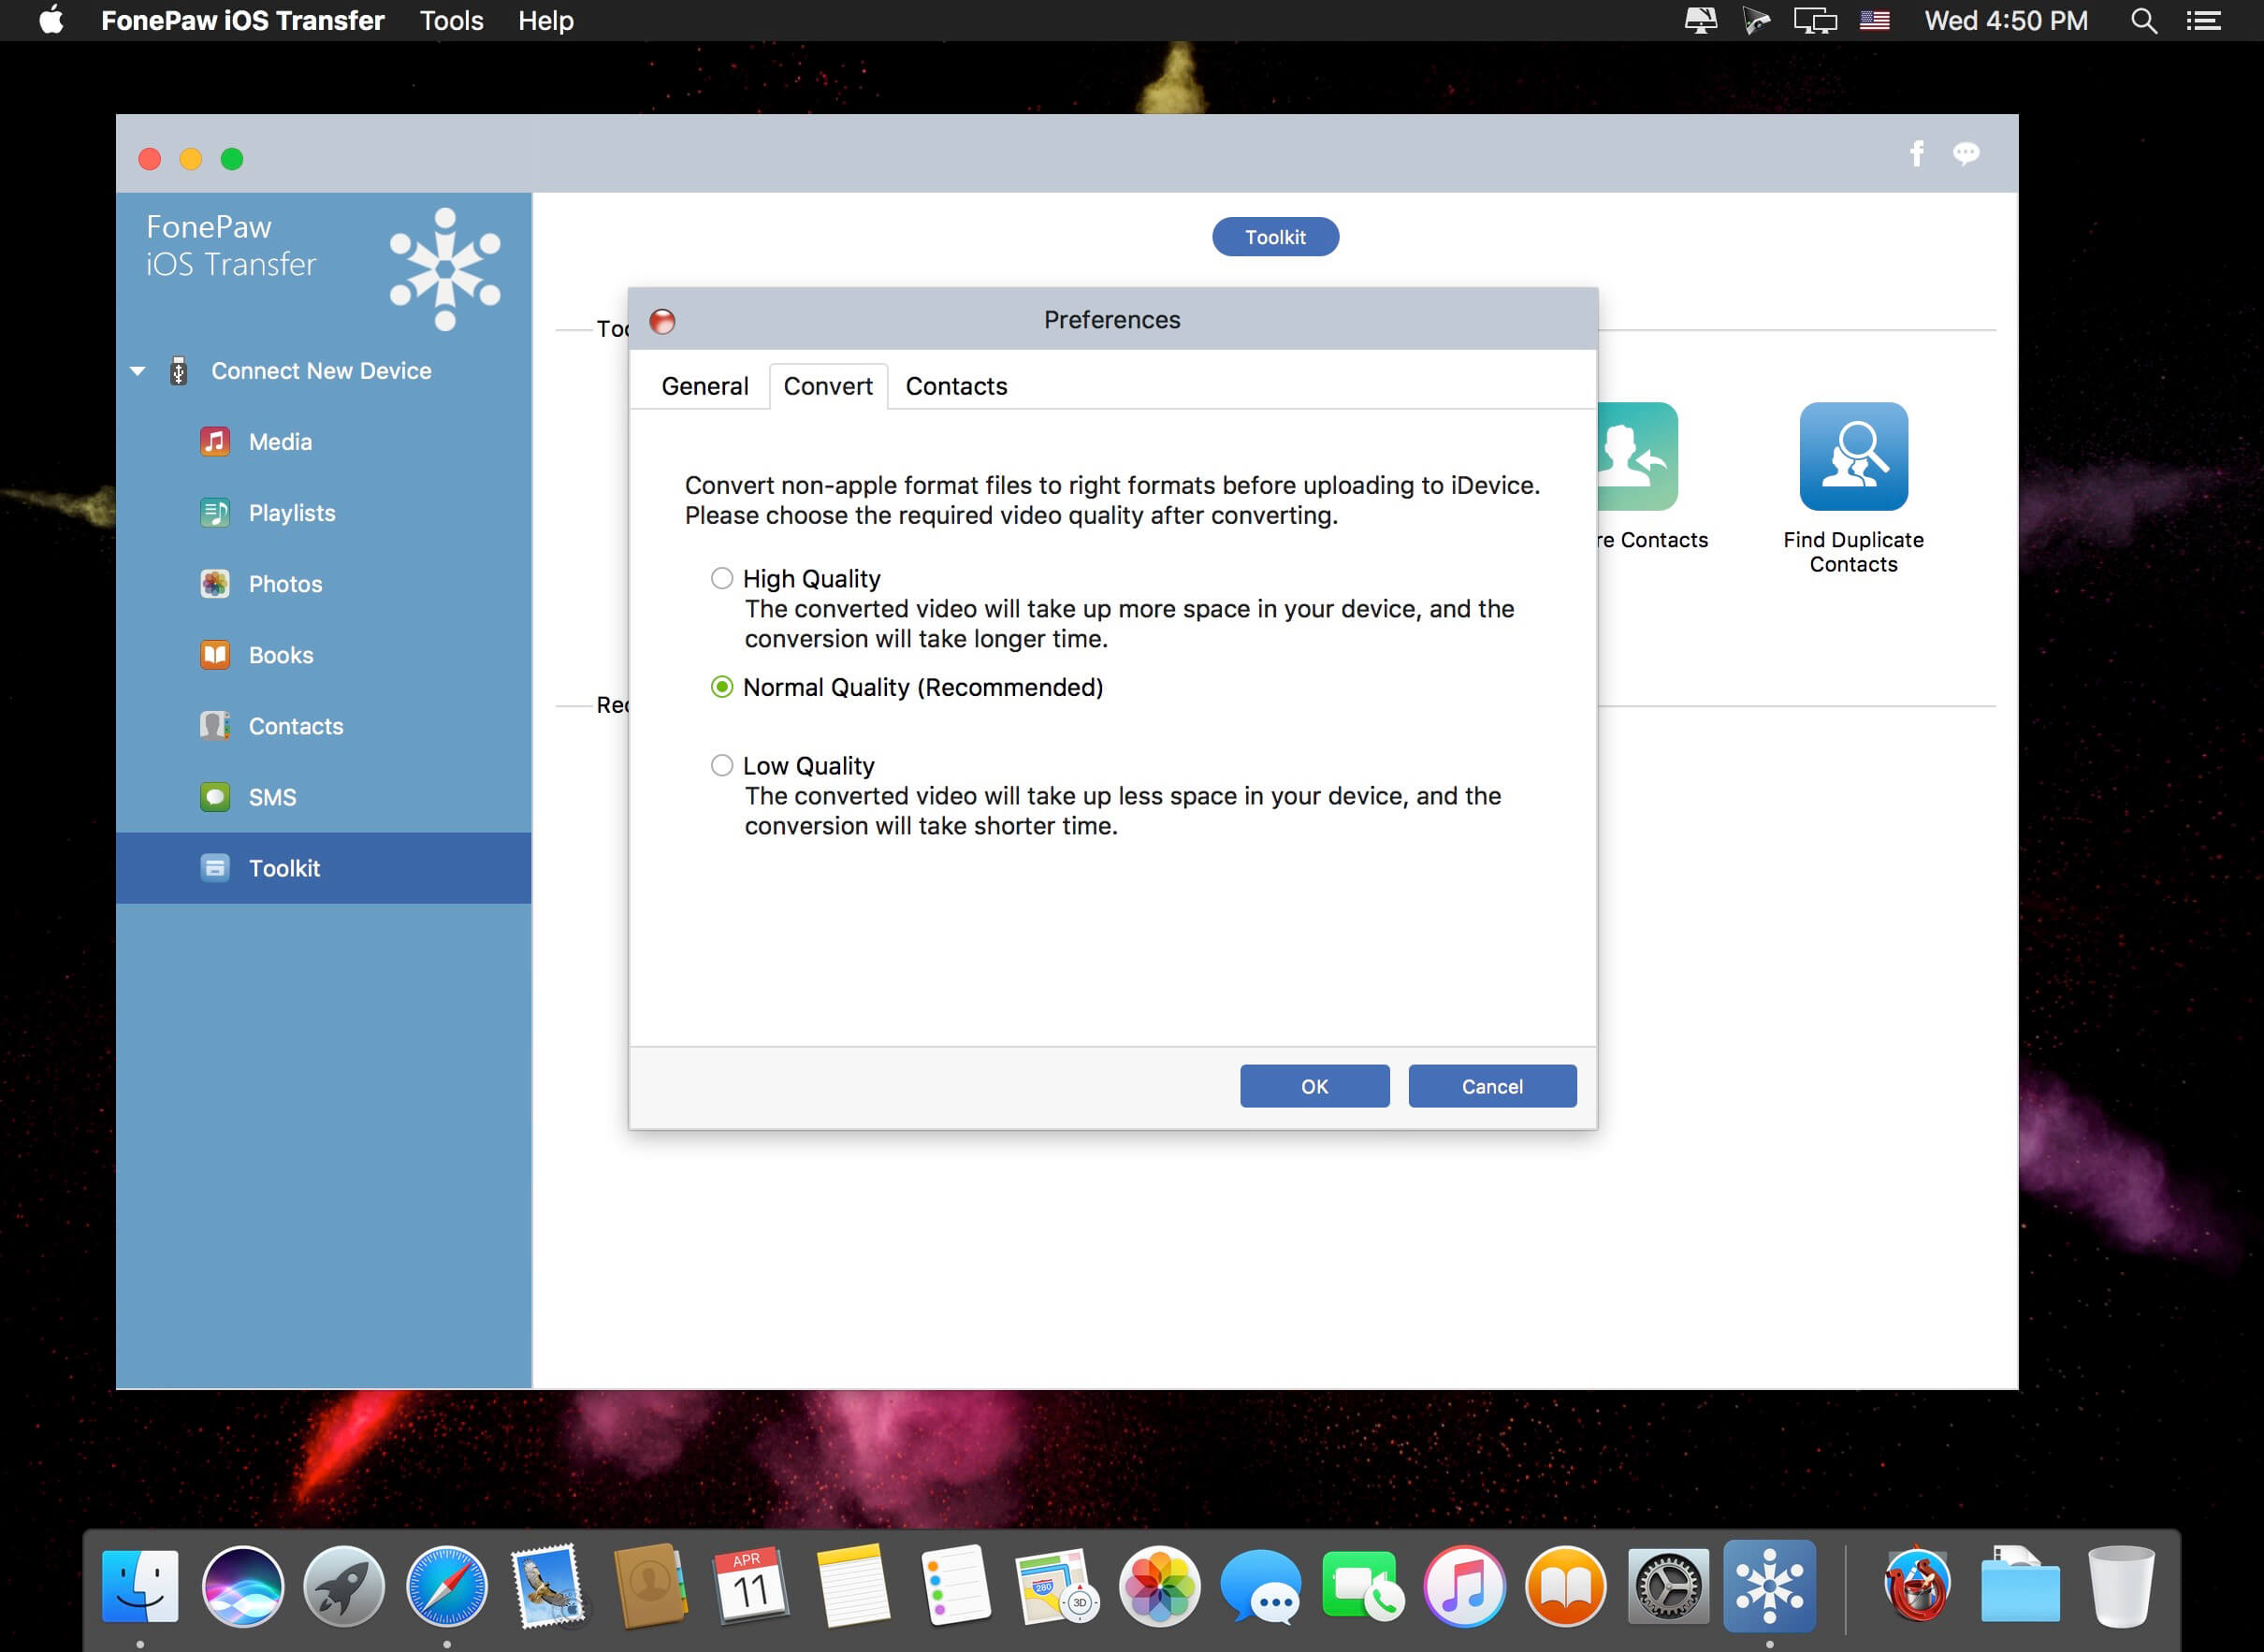 FonePaw iOS Transfer Tools Help Wed 4:50 PM
FonePaw
iOS Transfer
Connect New Device
Media
Playlists
Photos
Books
Contacts
SMS
Toolkit
Toolkit
Preferences
General Convert Contacts
Convert non-apple format files to right formats before uploading to iDevice.
Please choose the required video quality after converting.
High Quality
The converted video will take up more space in your device, and the
conversion will take longer time.
Normal Quality (Recommended)
Low Quality
The converted video will take up less space in your device, and the
conversion will take shorter time.
OK Cancel
Contacts
Find Duplicate
Contacts
APR
11
280
3D